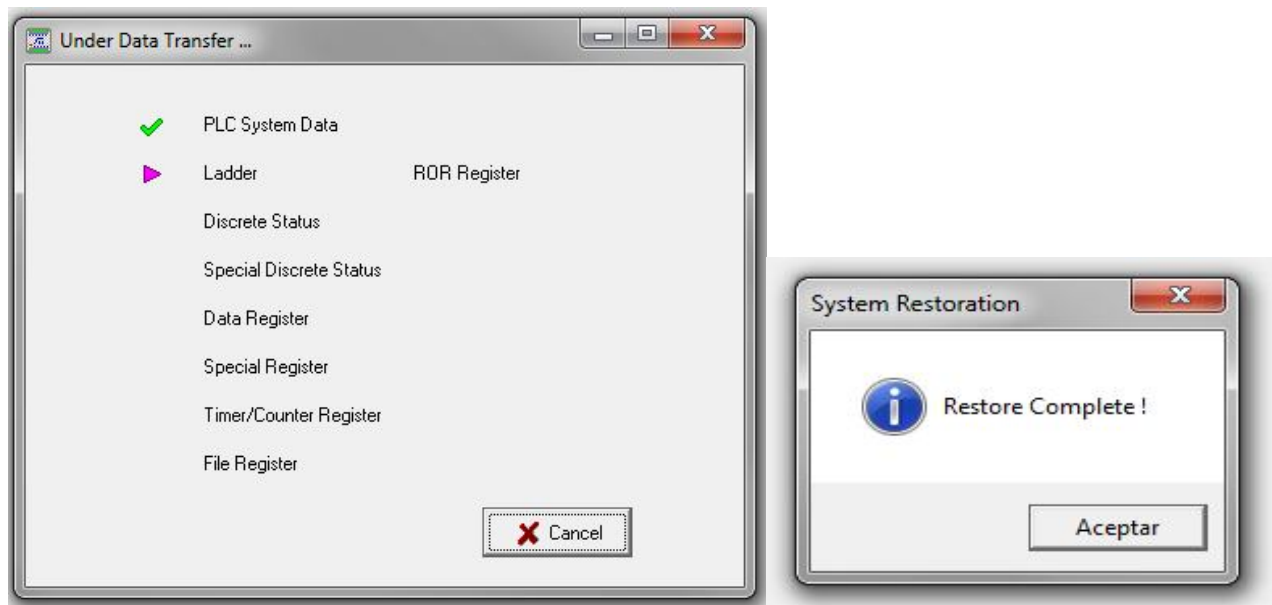 Under Data Transfer ...
PLC System Data
Ladder ROR Register
Discrete Status
Special Discrete Status
Data Register
Special Register
Timer/Counter Register
File Register
Cancel
System Restoration
Restore Complete !
Aceptar